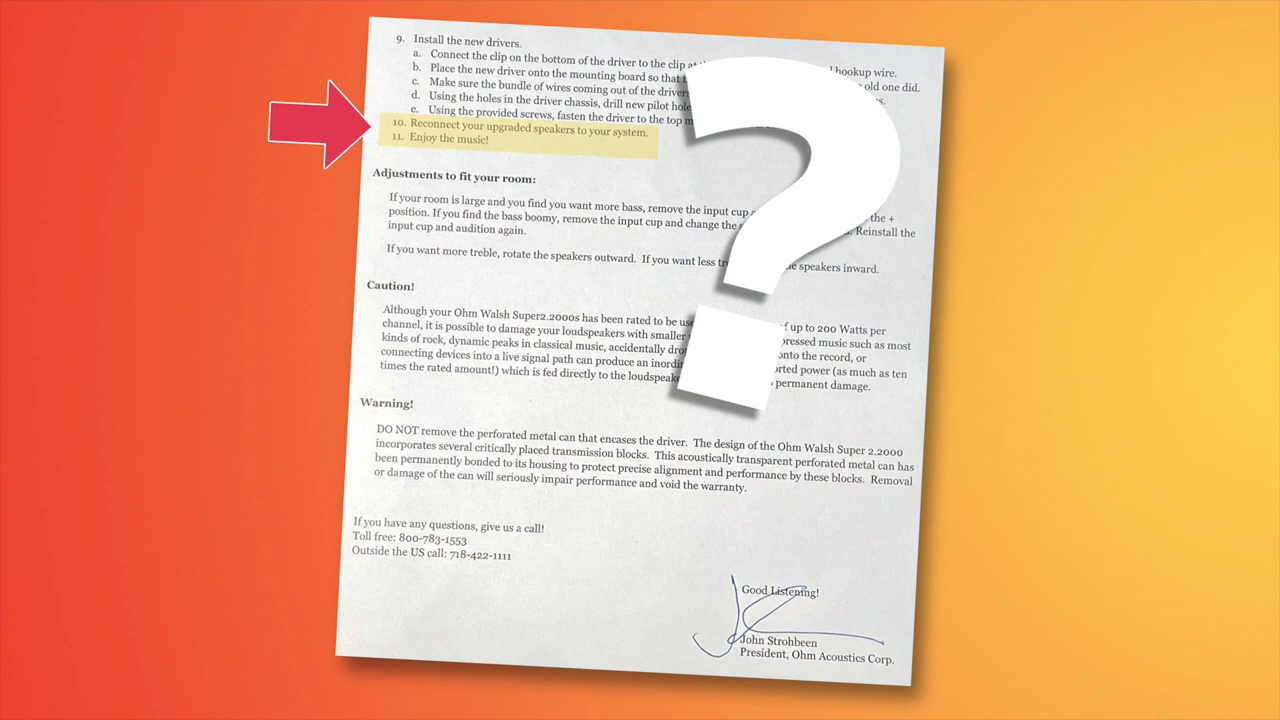 9. Install the new drivers.
a. Connect the clip on the bottom of the driver to the clip at hookup wire.
b. Place the new driver onto the mounting board so that old one did.
c. Make sure the bundle of wires coming out of the driver
d. Using the holes in the driver chassis, drill new pilot
e. Using the provided screws, fasten the driver to the top
10. Reconnect your upgraded speakers to your system.
11. Enjoy the music!
Adjustments to fit your room:
If your room is large and you find you want more bass, remove the input cup the +
position. If you find the bass boomy, remove the input cup and change the Reinstall the
input cup and audition again.
If you want more treble, rotate the speakers outward. If you want less speakers inward.
Caution!
Although your Ohm Walsh Super2.2000s has been rated to be of up to 200 Watts per
channel, it is possible to damage your loudspeakers with smaller music such as most
kinds of rock, dynamic peaks in classical music, accidentally onto the record, or
connecting devices into a live signal path can produce an power (as much as ten
times the rated amount!) which is fed directly to the permanent damage.
Warning!
DO NOT remove the perforated metal can that encases the driver. The design of the Ohm Walsh Super 2.2000
incorporates several critically placed transmission blocks. This acoustically transparent perforated metal can has
been permanently bonded to its housing to protect precise alignment and performance by these blocks. Removal
or damage of the can will seriously impair performance and void the warranty.
If you have any questions, give us a call!
Toll free: 800-783-1553
Outside the US call: 718-422-1111
Good Listening!
John Strohbeen
President, Ohm Acoustics Corp.
?